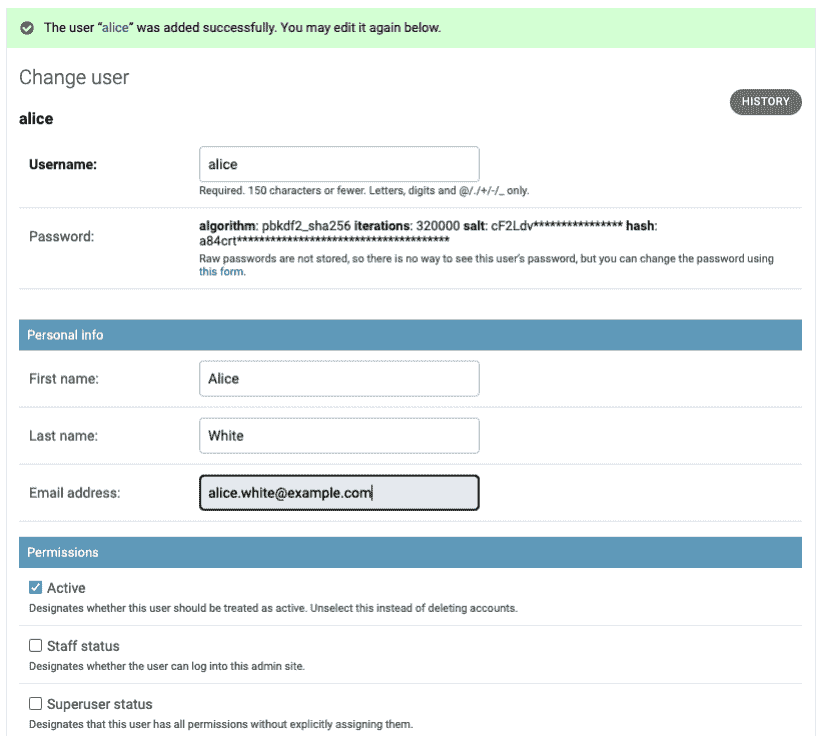 The user “alice” was added successfully. You may edit it again below.
Change user
HISTORY
alice
Username:
alice
Required. 150 characters or fewer. Letters, digits and @/./+/-/_ only.
Password:
algorithm: pbkdf2_sha256 iterations: 320000 salt: cF2Ldv**************** hash:
a84crt**************************************
Raw passwords are not stored, so there is no way to see this user’s password, but you can change the password using
this form.
Personal info
First name:
Alice
Last name:
White
Email address:
alice.white@example.com
Permissions
Active
Designates whether this user should be treated as active. Unselect this instead of deleting accounts.
Staff status
Designates whether the user can log into this admin site.
Superuser status
Designates that this user has all permissions without explicitly assigning them.